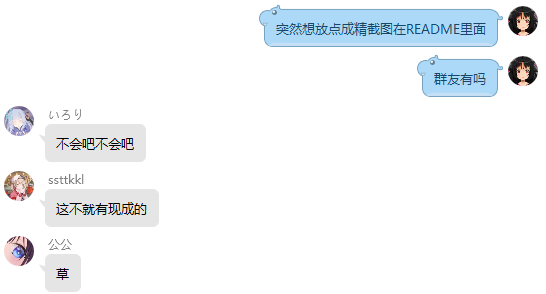 突然想放点成精截图在README里面
群友有吗
いろり
不会吧不会吧
ssttkkl
这不就有现成的
公公
草